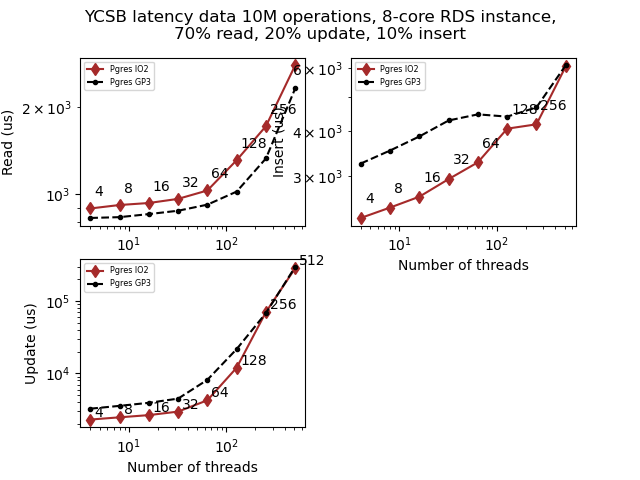 YCSB latency data 10M operations, 8-core RDS instance,
70% read, 20% update, 10% insert
Read (us)
2 × 10³
10³
10¹
10²
Pgres IO2
Pgres GP3
4
8
16
32
64
128
256
Insert (us)
6 × 10³
4 × 10³
3 × 10³
10¹
10²
Number of threads
Pgres IO2
Pgres GP3
4
8
16
32
64
128
256
Update (us)
10⁵
10⁴
10¹
10²
Number of threads
Pgres IO2
Pgres GP3
4
8
16
32
64
128
256
512